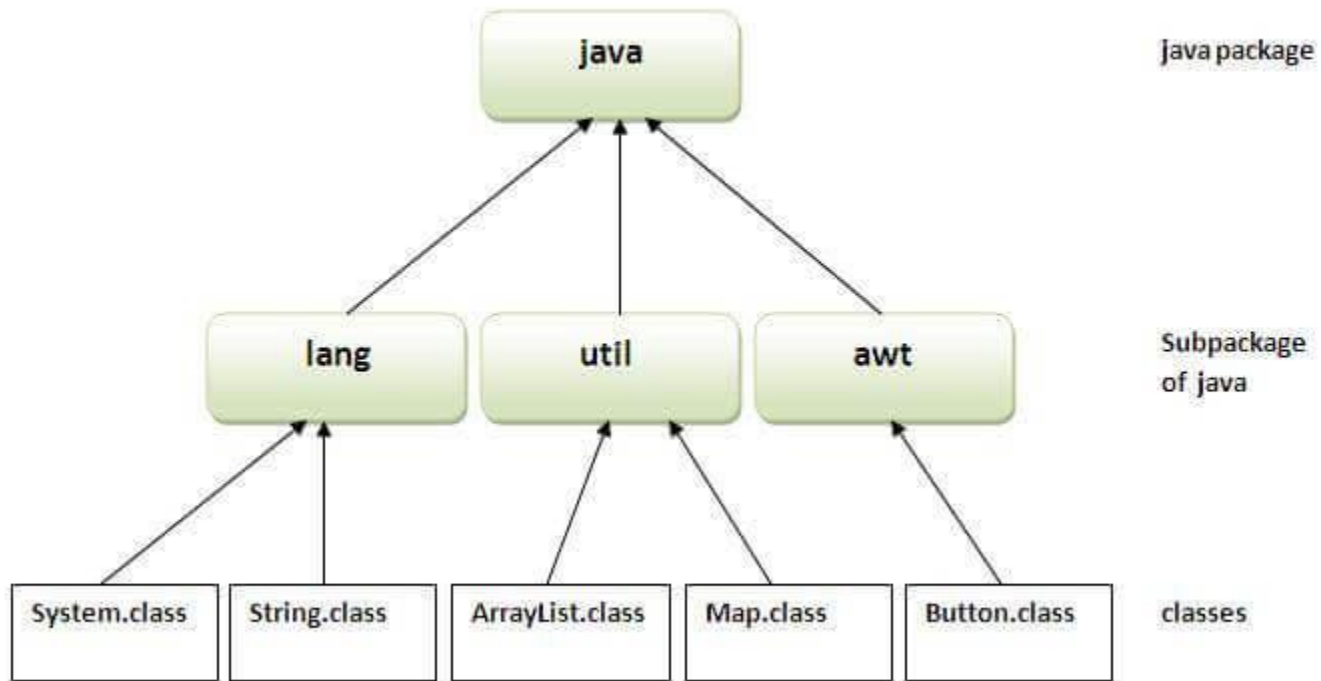 java
java package
lang
util
awt
Subpackage
of java
System.class
String.class
ArrayList.class
Map.class
Button.class
classes